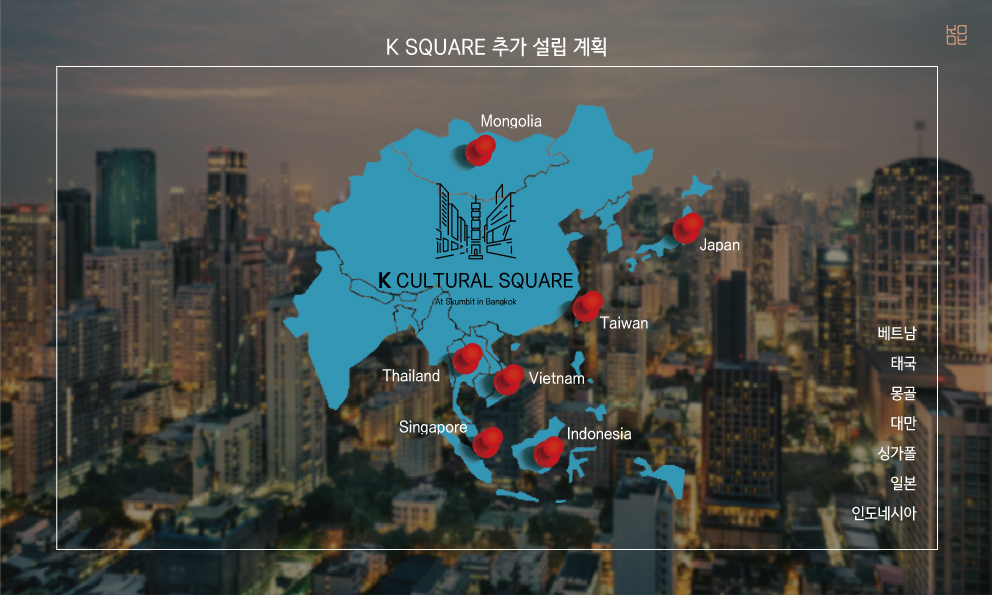 K SQUARE 추가 설립 계획
Mongolia
Japan
K CULTURAL SQUARE
At Skumbit in Bangkok
Taiwan
Thailand
Vietnam
Singapore
Indonesia
베트남
태국
몽골
대만
싱가폴
일본
인도네시아